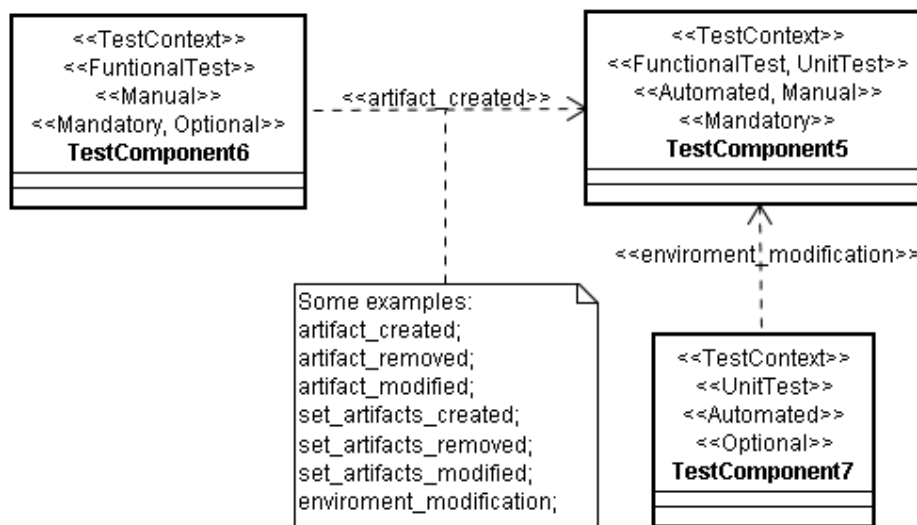 <<TestContext>>
<<FuntionalTest>>
<<Manual>>
<<Mandatory, Optional>>
TestComponent6
<<artifact_created>>
<<TestContext>>
<<FunctionalTest, UnitTest>>
<<Automated, Manual>>
<<Mandatory>>
TestComponent5
<<enviroment_modification>>
Some examples:
artifact_created;
artifact_removed;
artifact_modified;
set_artifacts_created;
set_artifacts_removed;
set_artifacts_modified;
enviroment_modification;
<<TestContext>>
<<UnitTest>>
<<Automated>>
<<Optional>>
TestComponent7